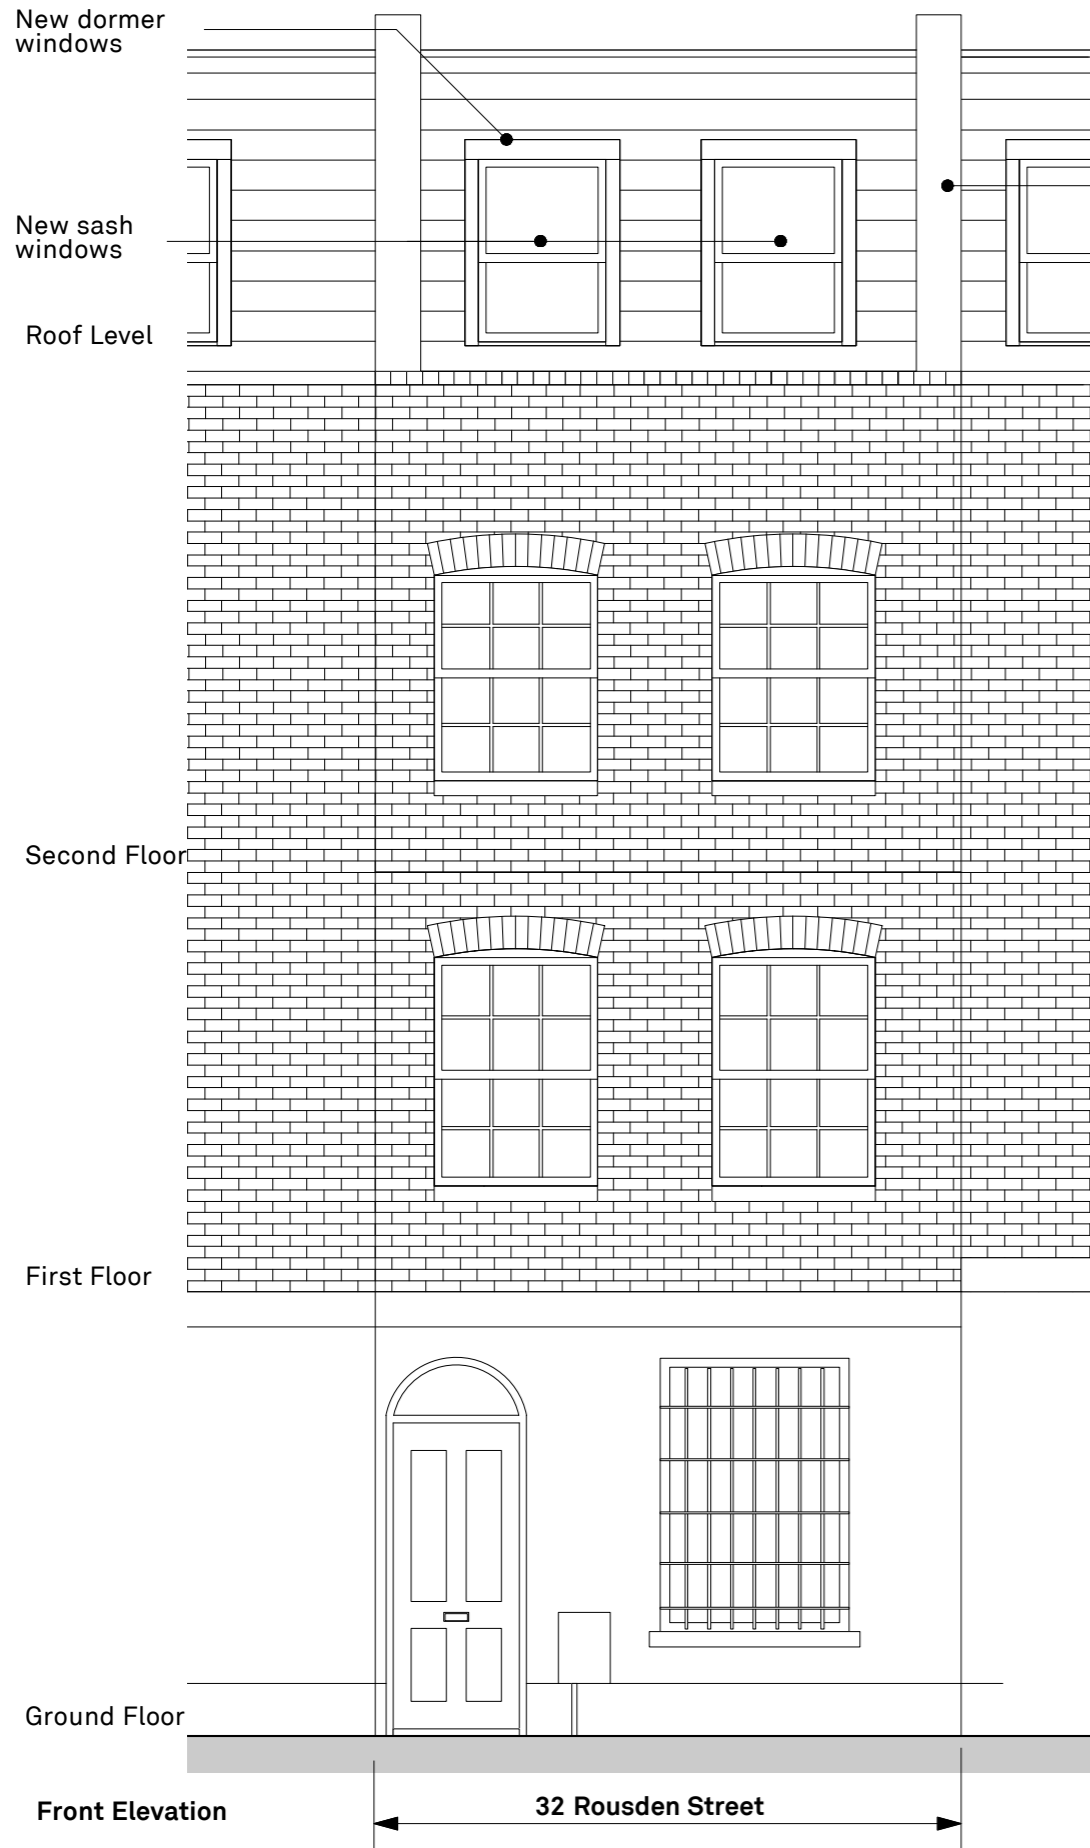 New dormer
windows
New sash
windows
Roof Level
Second Floor
First Floor
Ground Floor
Front Elevation
32 Rousden Street